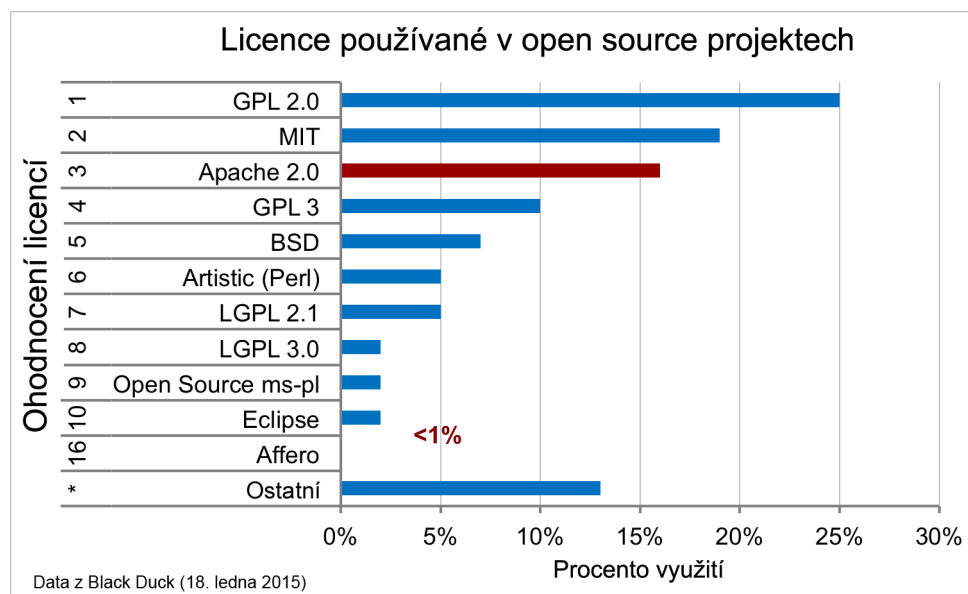 Licence používané v open source projektech
Ohodnocení licencí
1 GPL 2.0
2 MIT
3 Apache 2.0
4 GPL 3
5 BSD
6 Artistic (Perl)
7 LGPL 2.1
8 LGPL 3.0
9 Open Source ms-pl
10 Eclipse
<1%
16 Affero
* Ostatní
0% 5% 10% 15% 20% 25% 30%
Procento využití
Data z Black Duck (18. ledna 2015)